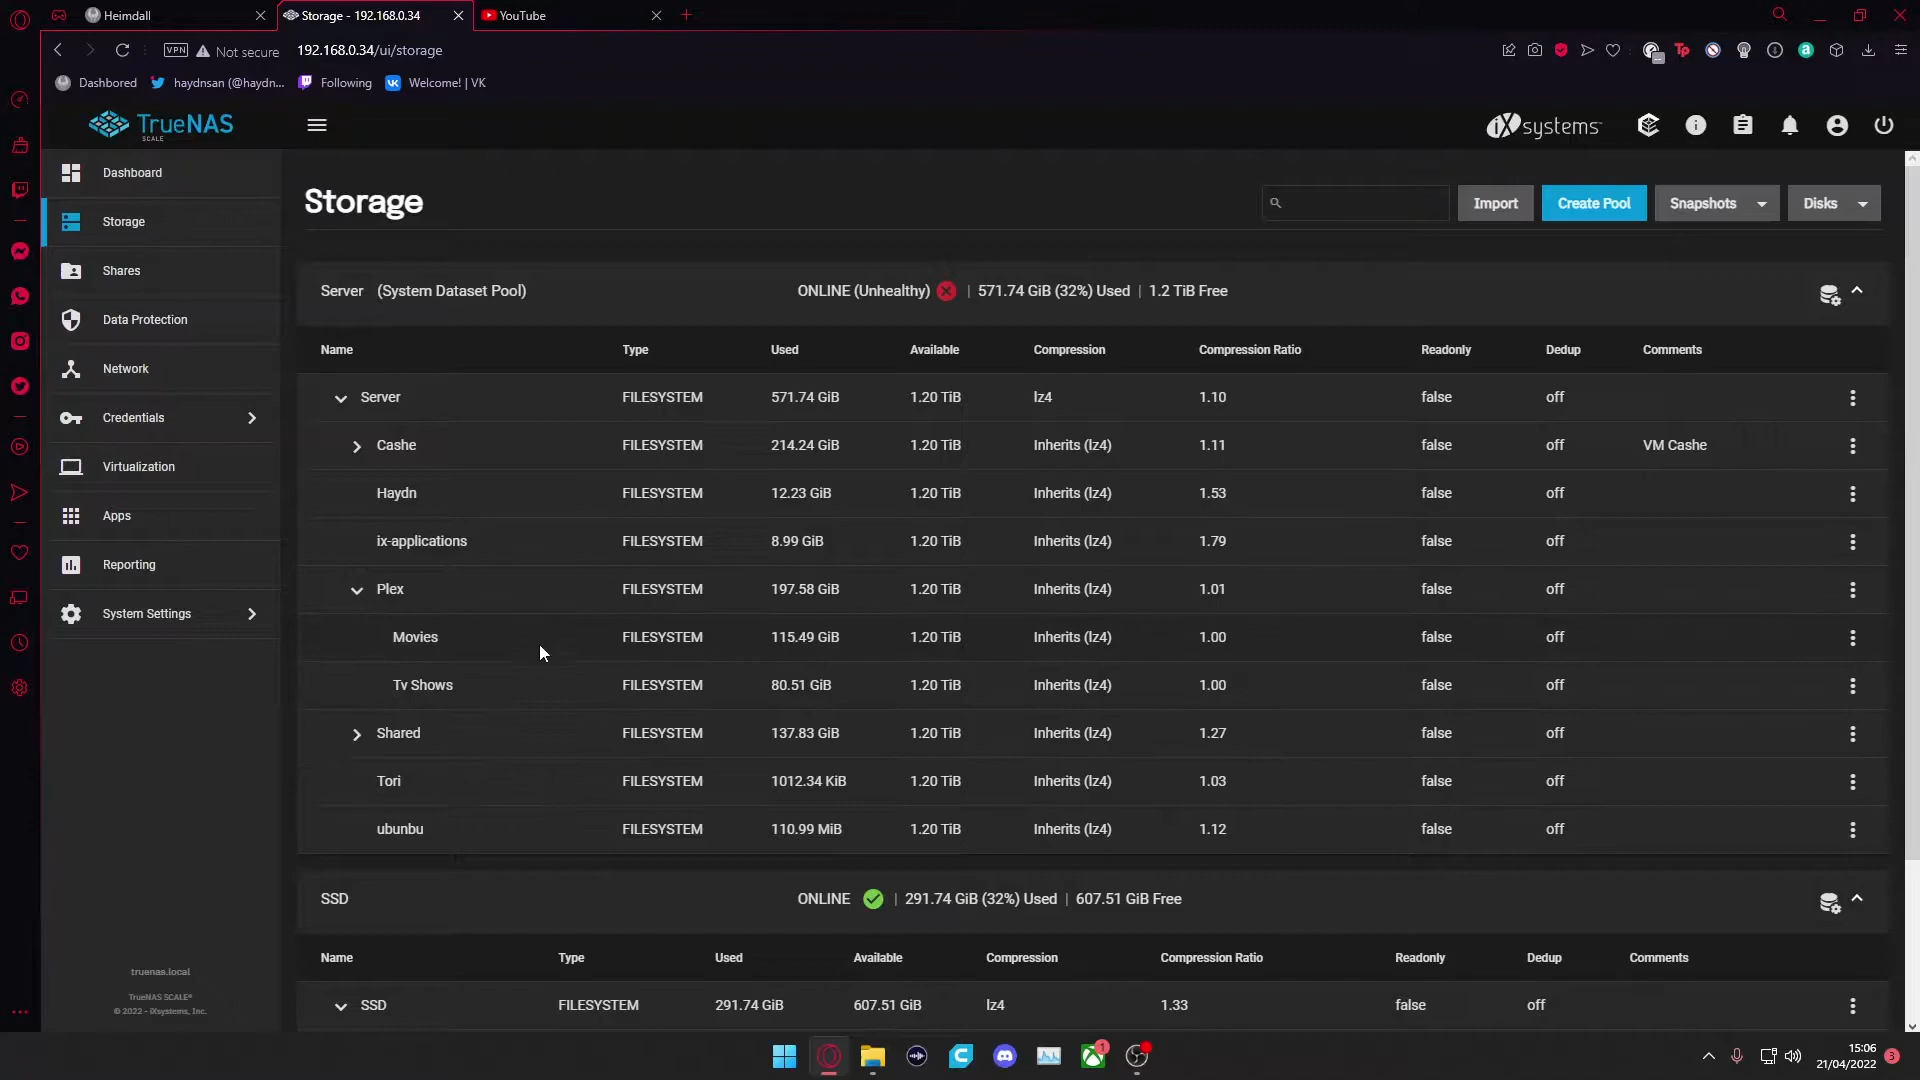 Heimdall
Storage - 192.168.0.34
YouTube
VPN
Not secure
192.168.0.34/ui/storage
Dashbored
haydnsan (@haydn...
Following
Welcome! | VK
TrueNAS
SCALE
iXsystems™
Dashboard
Storage
Shares
Data Protection
Network
Credentials
Virtualization
Apps
Reporting
System Settings
truenas.local
TrueNAS SCALE®
© 2022 - iXsystems, Inc.
Storage
Import
Create Pool
Snapshots
Disks
Server (System Dataset Pool) ONLINE (Unhealthy) | 571.74 GiB (32%) Used | 1.2 TiB Free
Name Type Used Available Compression Compression Ratio Readonly Dedup Comments
Server FILESYSTEM 571.74 GiB 1.20 TiB lz4 1.10 false off
Cashe FILESYSTEM 214.24 GiB 1.20 TiB Inherits (lz4) 1.11 false off VM Cashe
Haydn FILESYSTEM 12.23 GiB 1.20 TiB Inherits (lz4) 1.53 false off
ix-applications FILESYSTEM 8.99 GiB 1.20 TiB Inherits (lz4) 1.79 false off
Plex FILESYSTEM 197.58 GiB 1.20 TiB Inherits (lz4) 1.01 false off
Movies FILESYSTEM 115.49 GiB 1.20 TiB Inherits (lz4) 1.00 false off
Tv Shows FILESYSTEM 80.51 GiB 1.20 TiB Inherits (lz4) 1.00 false off
Shared FILESYSTEM 137.83 GiB 1.20 TiB Inherits (lz4) 1.27 false off
Tori FILESYSTEM 1012.34 KiB 1.20 TiB Inherits (lz4) 1.03 false off
ubunbu FILESYSTEM 110.99 MiB 1.20 TiB Inherits (lz4) 1.12 false off
SSD ONLINE | 291.74 GiB (32%) Used | 607.51 GiB Free
Name Type Used Available Compression Compression Ratio Readonly Dedup Comments
SSD FILESYSTEM 291.74 GiB 607.51 GiB lz4 1.33 false off
1
15:06
21/04/2022
3